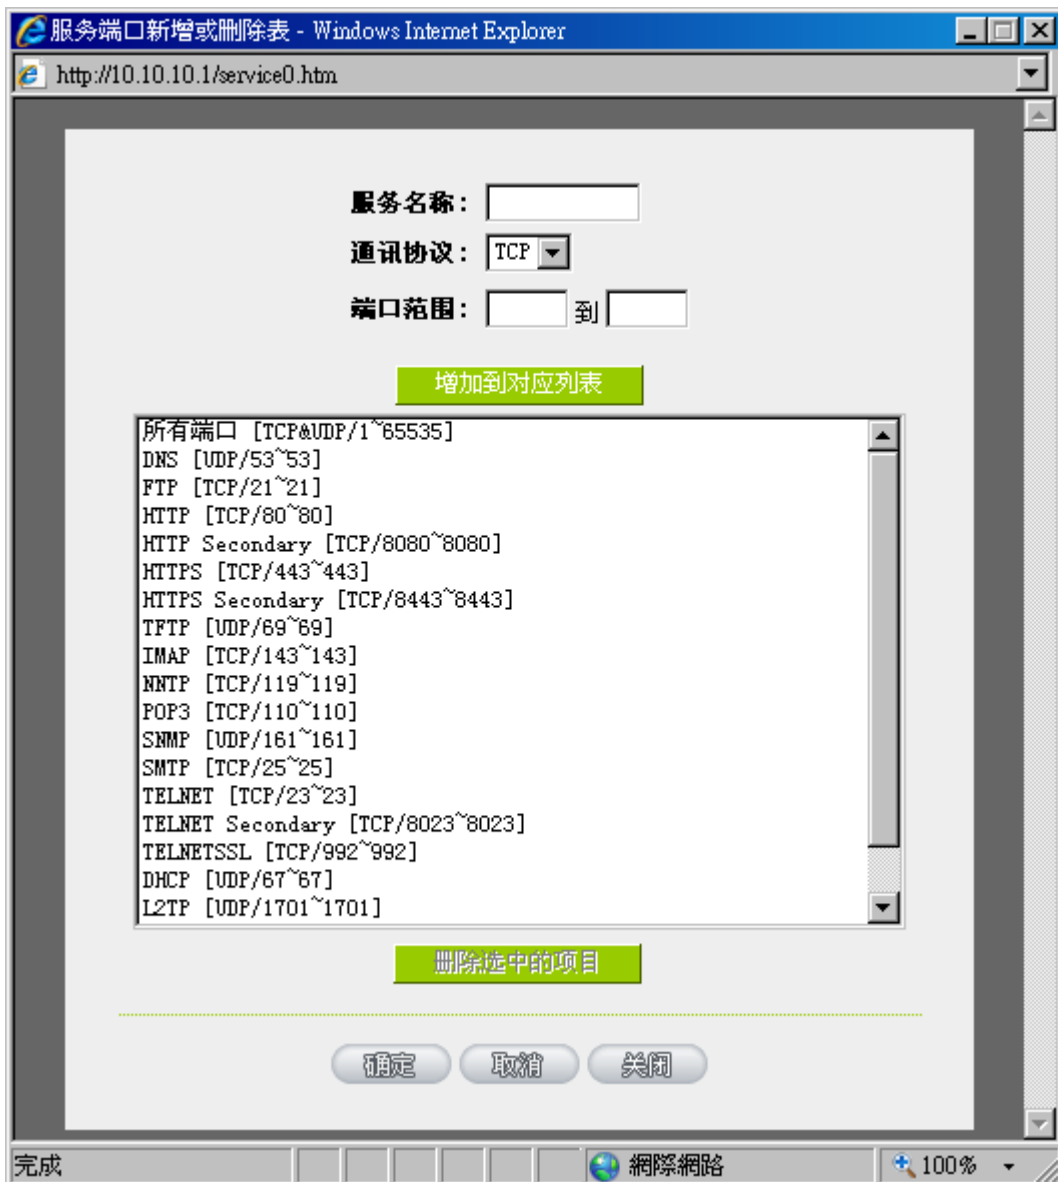 服务端口新增或删除表 - Windows Internet Explorer
http://10.10.10.1/service0.htm
服务名称：
通讯协议： TCP
端口范围： 到
增加到对应列表
所有端口 [TCP&UDP/1~65535]
DNS [UDP/53~53]
FTP [TCP/21~21]
HTTP [TCP/80~80]
HTTP Secondary [TCP/8080~8080]
HTTPS [TCP/443~443]
HTTPS Secondary [TCP/8443~8443]
TFTP [UDP/69~69]
IMAP [TCP/143~143]
NNTP [TCP/119~119]
POP3 [TCP/110~110]
SNMP [UDP/161~161]
SMTP [TCP/25~25]
TELNET [TCP/23~23]
TELNET Secondary [TCP/8023~8023]
TELNETSSL [TCP/992~992]
DHCP [UDP/67~67]
L2TP [UDP/1701~1701]
删除选中的项目
确定 取消 关闭
完成 網際網路 100%